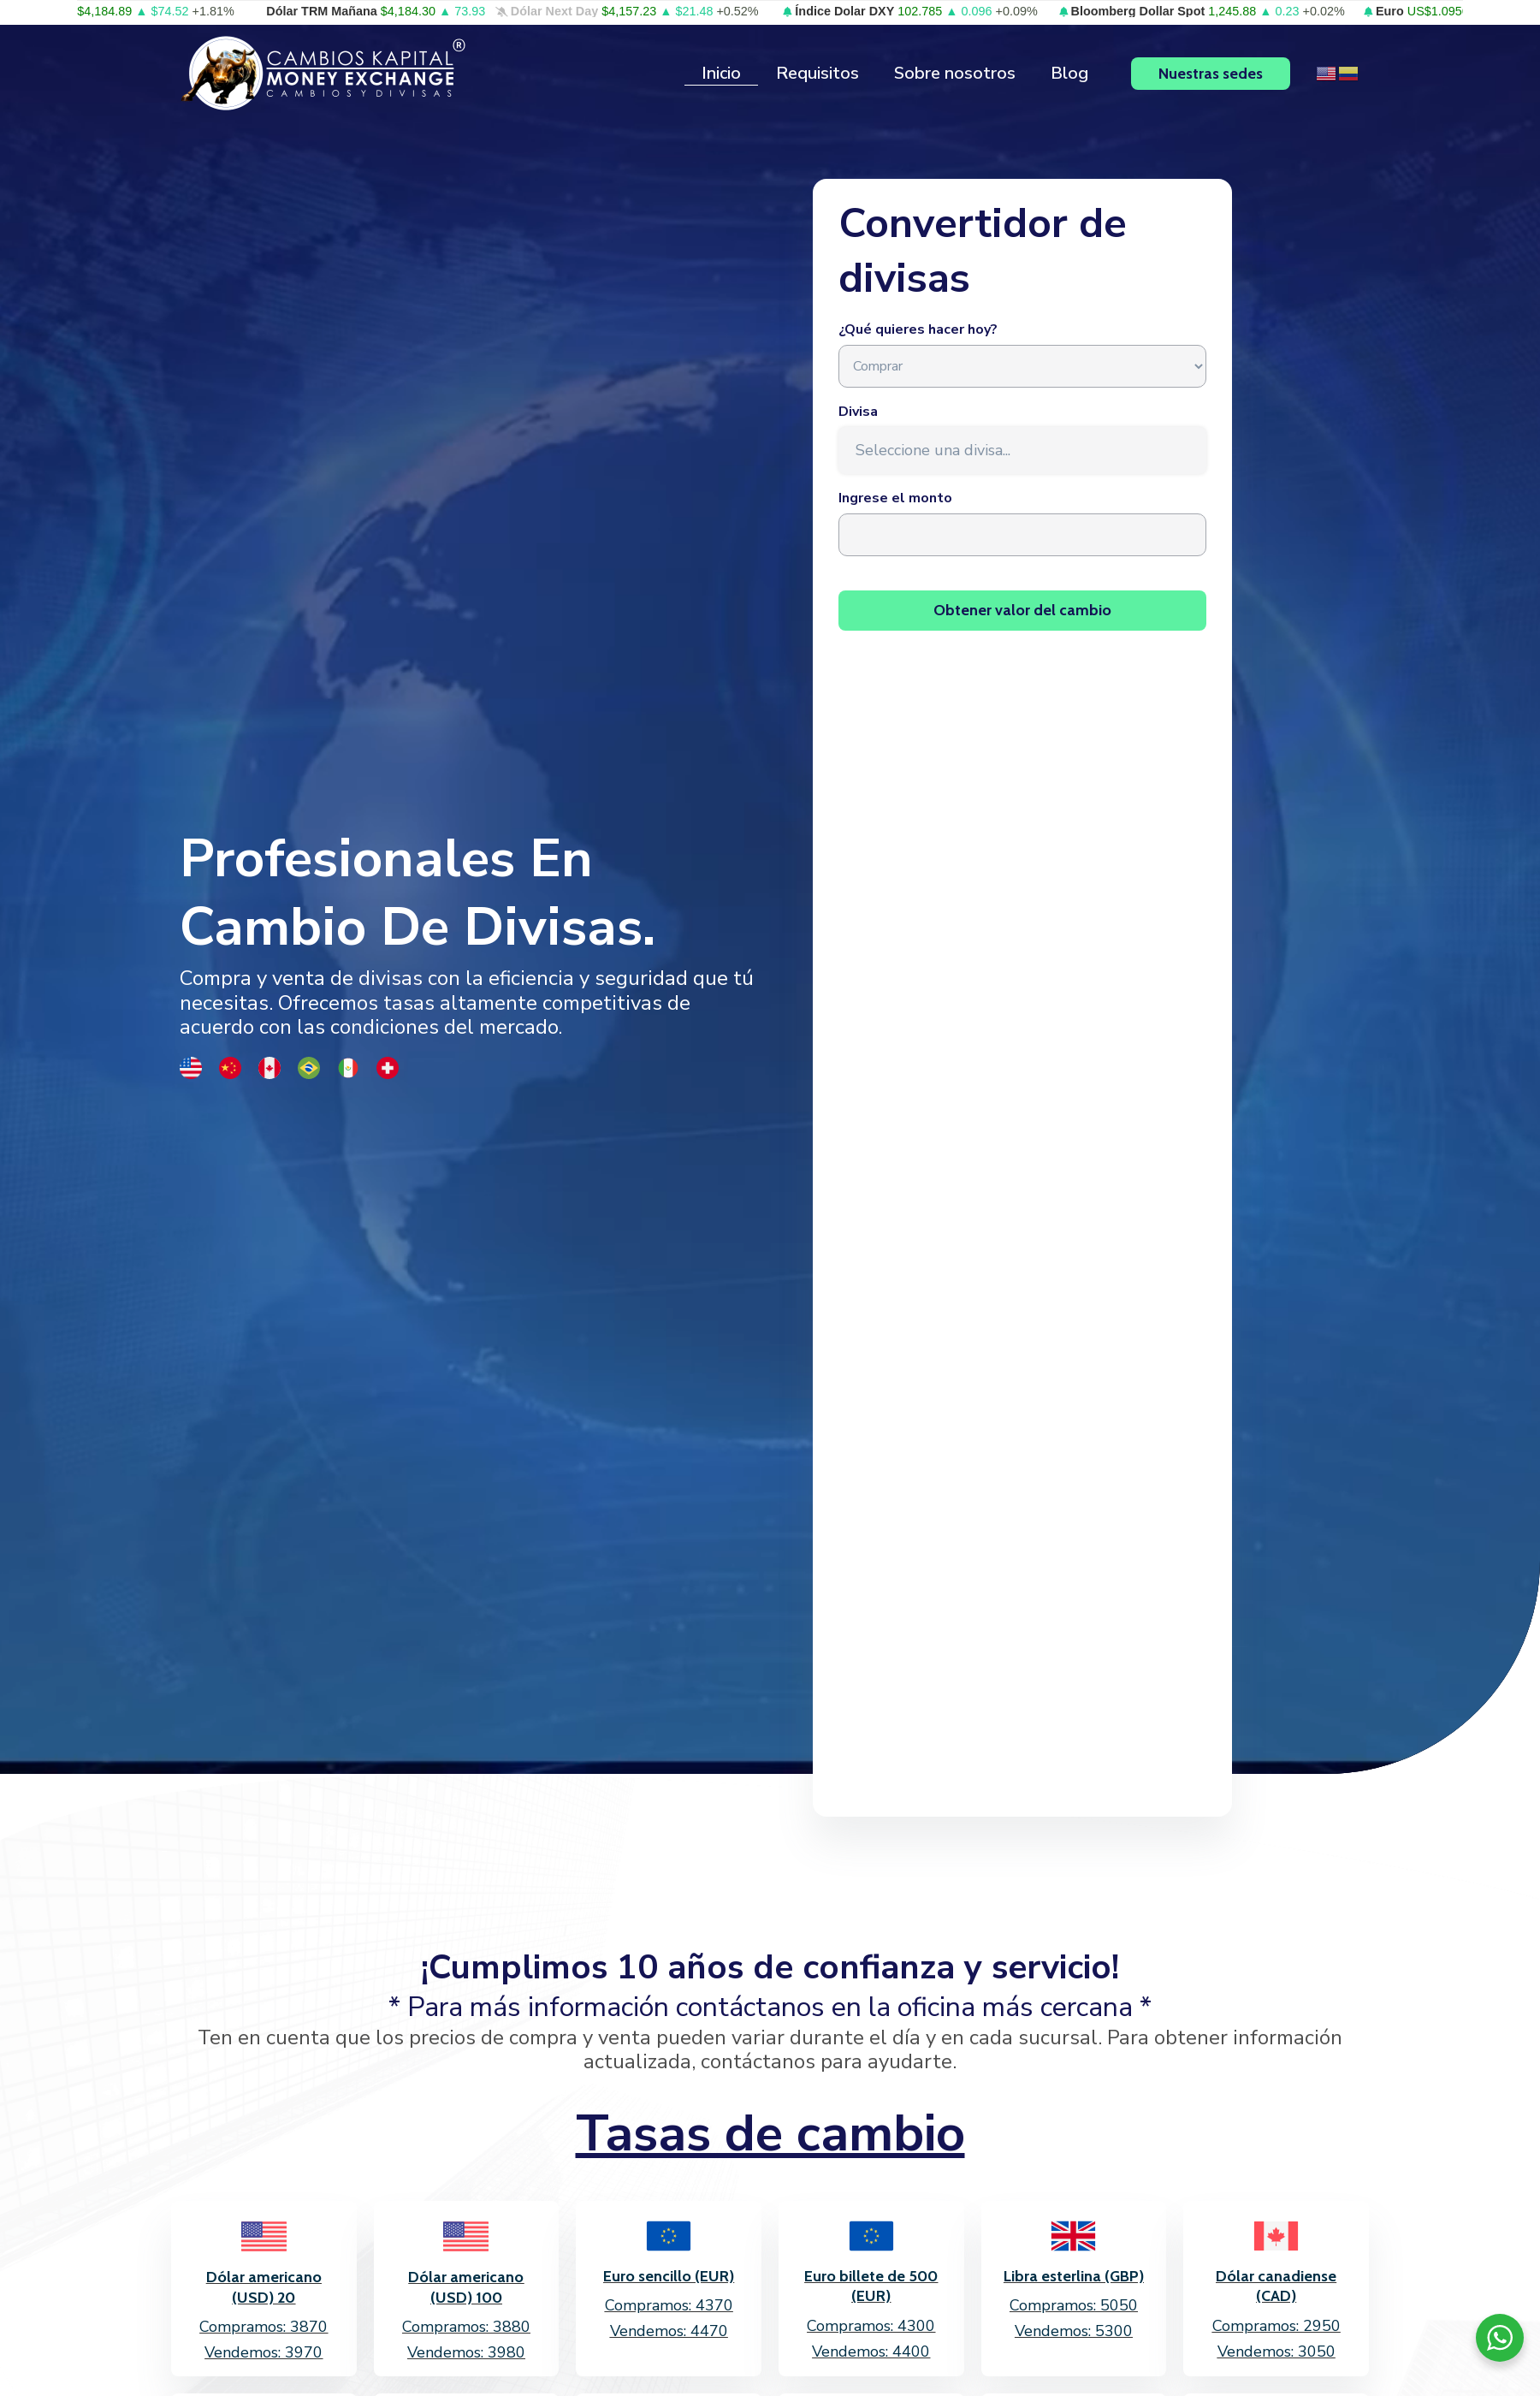 $4,184.89 ▲ $74.52 +1.81% Dólar TRM Mañana $4,184.30 ▲ 73.93 Dólar Next Day $4,157.23 ▲ $21.48 +0.52% Índice Dolar DXY 102.785 ▲ 0.096 +0.09% Bloomberg Dollar Spot 1,245.88 ▲ 0.23 +0.02% Euro
CAMBIOS KAPITAL ®
MONEY EXCHANGE
CAMBIOS Y DIVISAS
Inicio Requisitos Sobre nosotros Blog Nuestras sedes
Convertidor de
divisas
¿Qué quieres hacer hoy?
Comprar
Divisa
Seleccione una divisa...
Ingrese el monto
Obtener valor del cambio
Profesionales En
Cambio De Divisas.
Compra y venta de divisas con la eficiencia y seguridad que tú
necesitas. Ofrecemos tasas altamente competitivas de
acuerdo con las condiciones del mercado.
¡Cumplimos 10 años de confianza y servicio!
* Para más información contáctanos en la oficina más cercana *
Ten en cuenta que los precios de compra y venta pueden variar durante el día y en cada sucursal. Para obtener información
actualizada, contáctanos para ayudarte.
Tasas de cambio
Dólar americano
(USD) 20
Compramos: 3870
Vendemos: 3970
Dólar americano
(USD) 100
Compramos: 3880
Vendemos: 3980
Euro sencillo (EUR)
Compramos: 4370
Vendemos: 4470
Euro billete de 500
(EUR)
Compramos: 4300
Vendemos: 4400
Libra esterlina (GBP)
Compramos: 5050
Vendemos: 5300
Dólar canadiense
(CAD)
Compramos: 2950
Vendemos: 3050